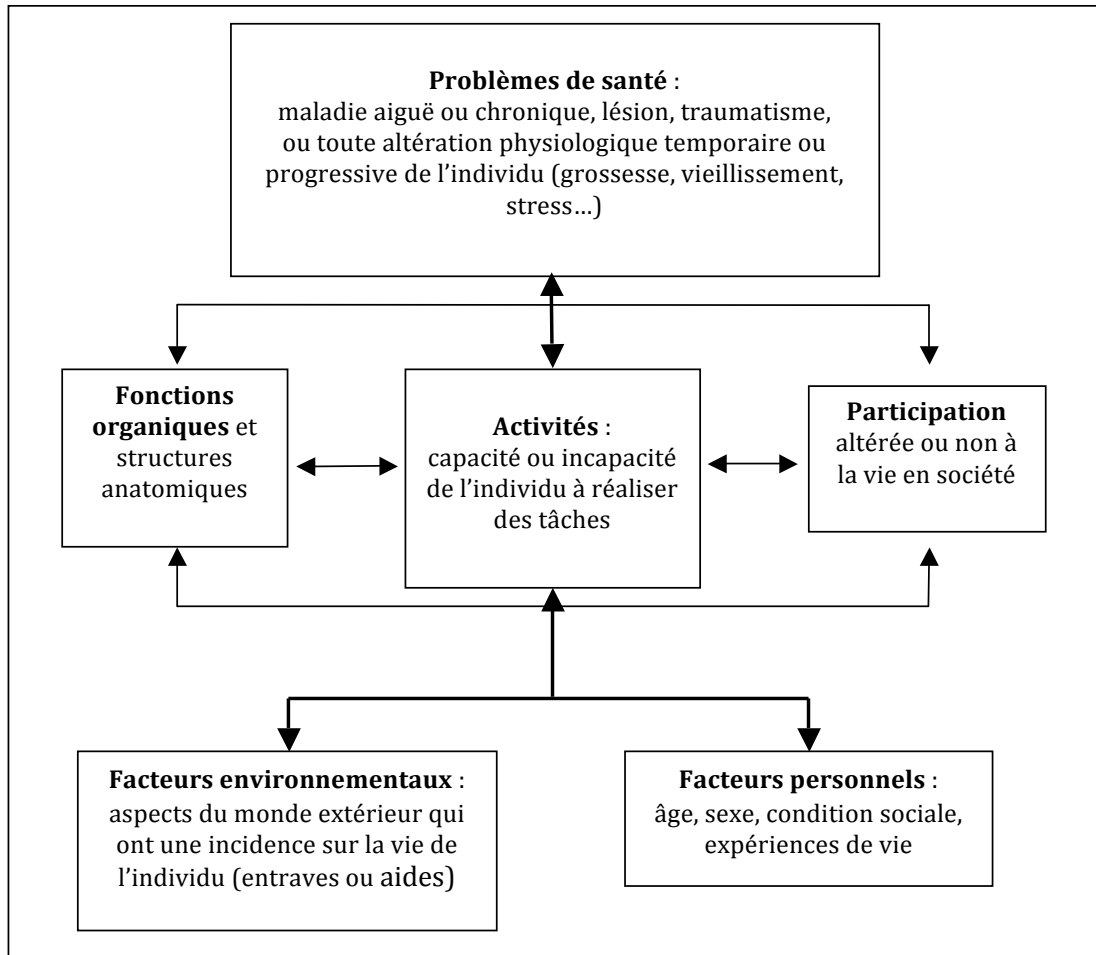 Problèmes de santé :
maladie aiguë ou chronique, lésion, traumatisme,
ou toute altération physiologique temporaire ou
progressive de l’individu (grossesse, vieillissement,
stress…)
Fonctions
organiques et
structures
anatomiques
Activités :
capacité ou incapacité
de l’individu à réaliser
des tâches
Participation
altérée ou non à
la vie en société
Facteurs environnementaux :
aspects du monde extérieur qui
ont une incidence sur la vie de
l’individu (entraves ou aides)
Facteurs personnels :
âge, sexe, condition sociale,
expériences de vie